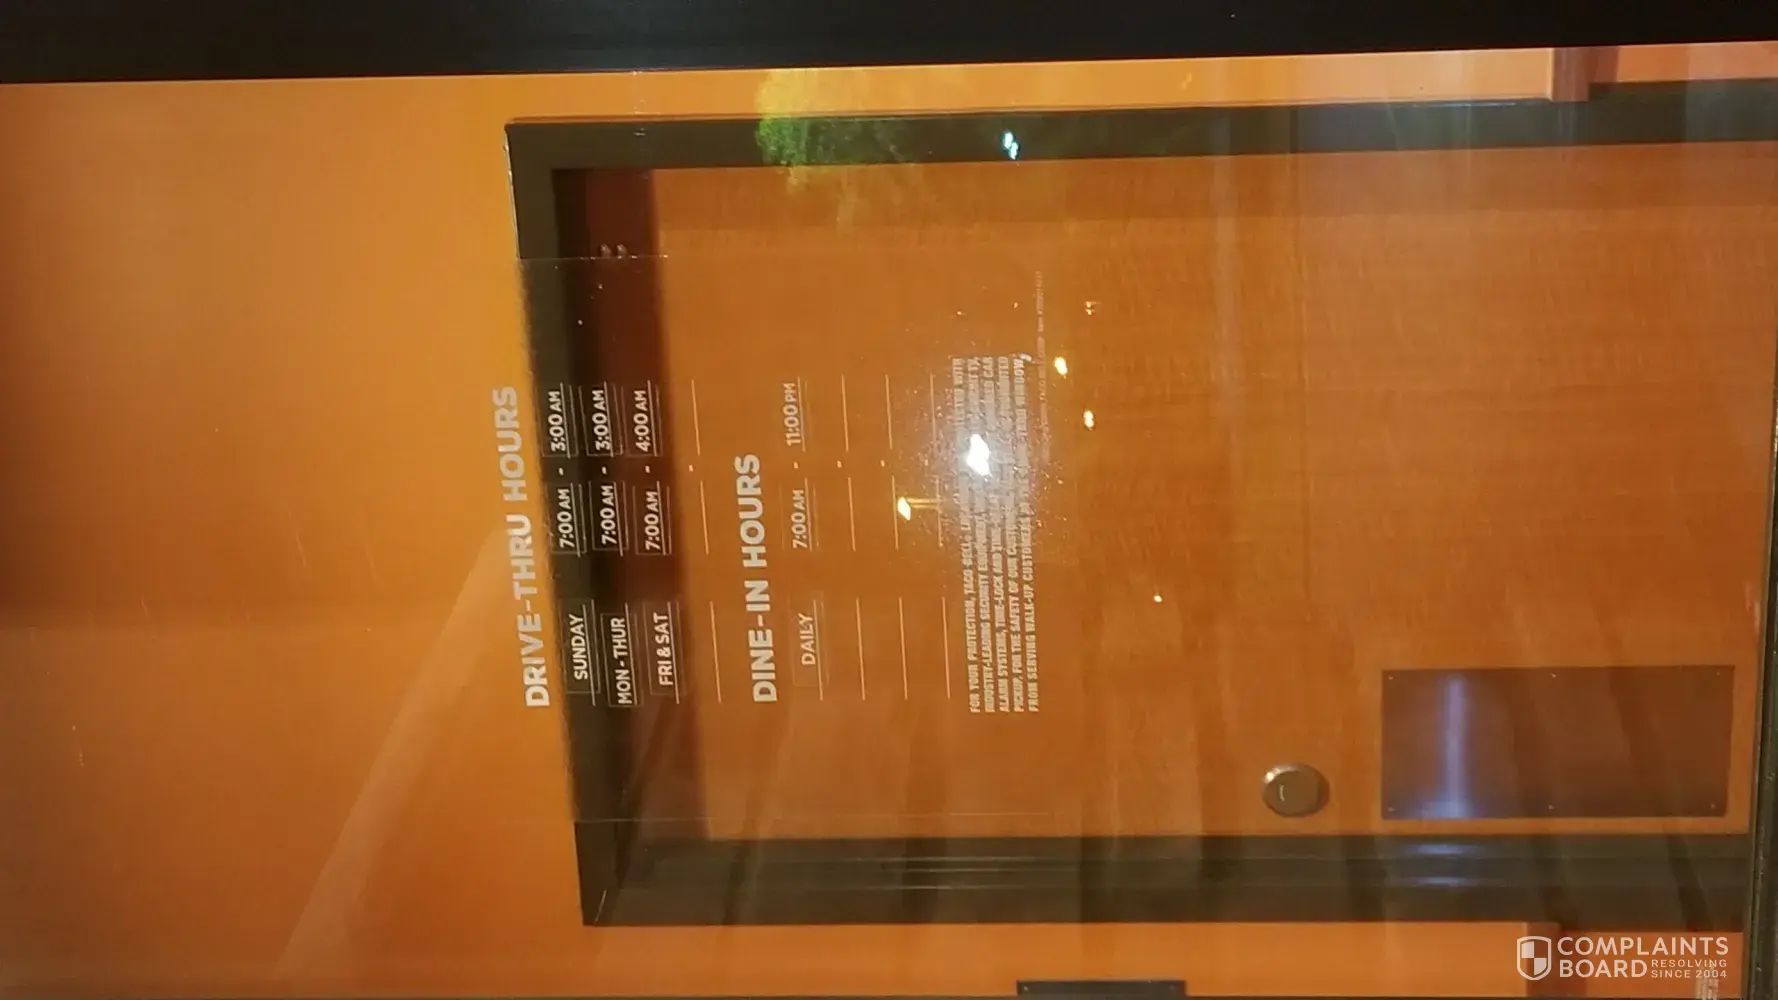 DRIVE-THRU HOURS
SUNDAY 7:00 AM - 3:00 AM
MON - THUR 7:00 AM - 3:00 AM
FRI & SAT 7:00 AM - 4:00 AM
DINE-IN HOURS
DAILY 7:00 AM - 11:00 PM
FOR YOUR PROTECTION, TACO BELL
INDUSTRY-LEADING SECURITY
ALARM SYSTEMS, TIME-LOCK AND
PICKUP. FOR THE SAFETY OF OUR
FROM SERVING WALK-UP CUSTOMERS WINDOW.
COMPLAINTS
BOARD RESOLVING
SINCE 2004